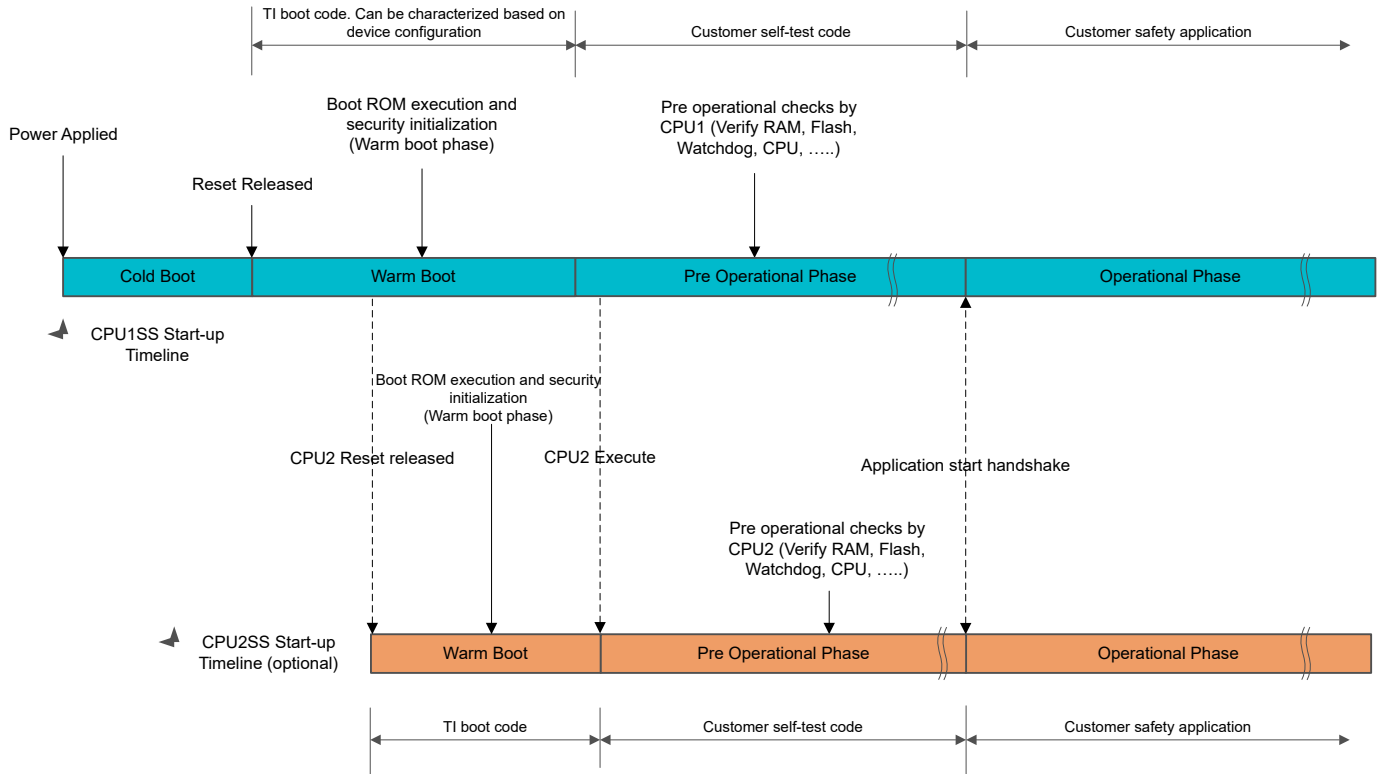 TI boot code. Can be characterized based on
device configuration
Customer self-test code
Customer safety application
Boot ROM execution and
security initialization
(Warm boot phase)
Pre operational checks by
CPU1 (Verify RAM, Flash,
Watchdog, CPU, …..)
Power Applied
Reset Released
Cold Boot
Warm Boot
Pre Operational Phase
Operational Phase
CPU1SS Start-up
Timeline
Boot ROM execution and security
initialization
(Warm boot phase)
CPU2 Reset released
CPU2 Execute
Application start handshake
Pre operational checks by
CPU2 (Verify RAM, Flash,
Watchdog, CPU, …..)
CPU2SS Start-up
Timeline (optional)
Warm Boot
Pre Operational Phase
Operational Phase
TI boot code
Customer self-test code
Customer safety application